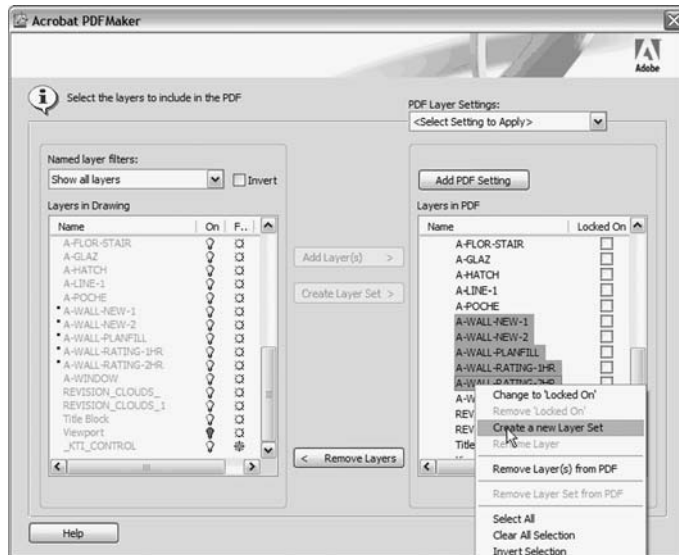 Acrobat PDFMaker
Adobe
Select the layers to include in the PDF
PDF Layer Settings:
<Select Setting to Apply>
Named layer filters:
Show all layers
Invert
Add PDF Setting
Layers in Drawing
Name On F..
A-FLOR-STAIR
A-GLAZ
A-HATCH
A-LINE-1
A-POCHE
A-WALL-NEW-1
A-WALL-NEW-2
A-WALL-PLANFILL
A-WALL-RATING-1HR
A-WALL-RATING-2HR
A-WINDOW
REVISION_CLOUDS_
REVISION_CLOUDS_1
Title Block
Viewport
_KTI_CONTROL
Add Layer(s) >
Create Layer Set >
< Remove Layers
Layers in PDF
Name Locked On
A-FLOR-STAIR
A-GLAZ
A-HATCH
A-LINE-1
A-POCHE
A-WALL-NEW-1
A-WALL-NEW-2
A-WALL-PLANFILL
A-WALL-RATING-1HR
A-WALL-RATING-2HR
A-W
REV
REV
Title
Change to 'Locked On'
Remove 'Locked On'
Create a new Layer Set
Rename Layer
Remove Layer(s) from PDF
Remove Layer Set from PDF
Select All
Clear All Selection
Invert Selection
Help